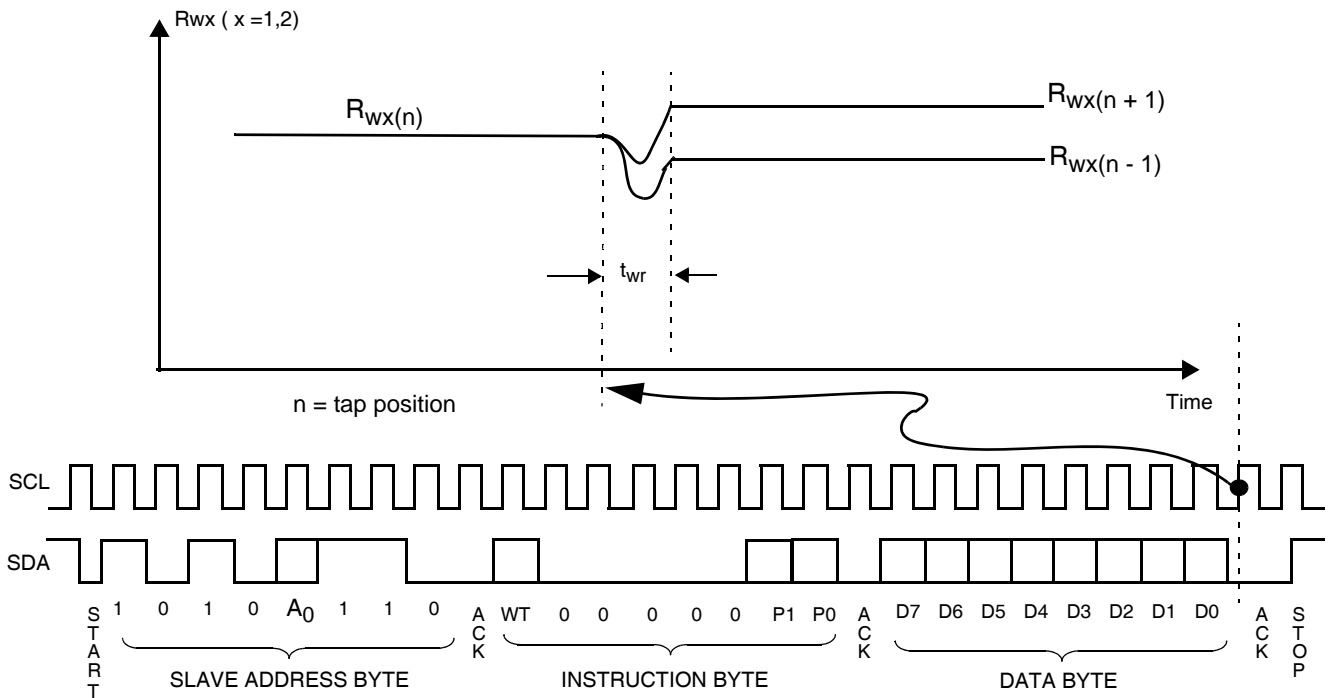 Rwx ( x =1,2)
Rwx(n)
Rwx(n + 1)
Rwx(n - 1)
twr
n = tap position
Time
SCL
SDA
START 1 0 1 0 A0 1 1 0 ACK WT 0 0 0 0 0 P1 P0 ACK D7 D6 D5 D4 D3 D2 D1 D0 ACK STOP
SLAVE ADDRESS BYTE INSTRUCTION BYTE DATA BYTE